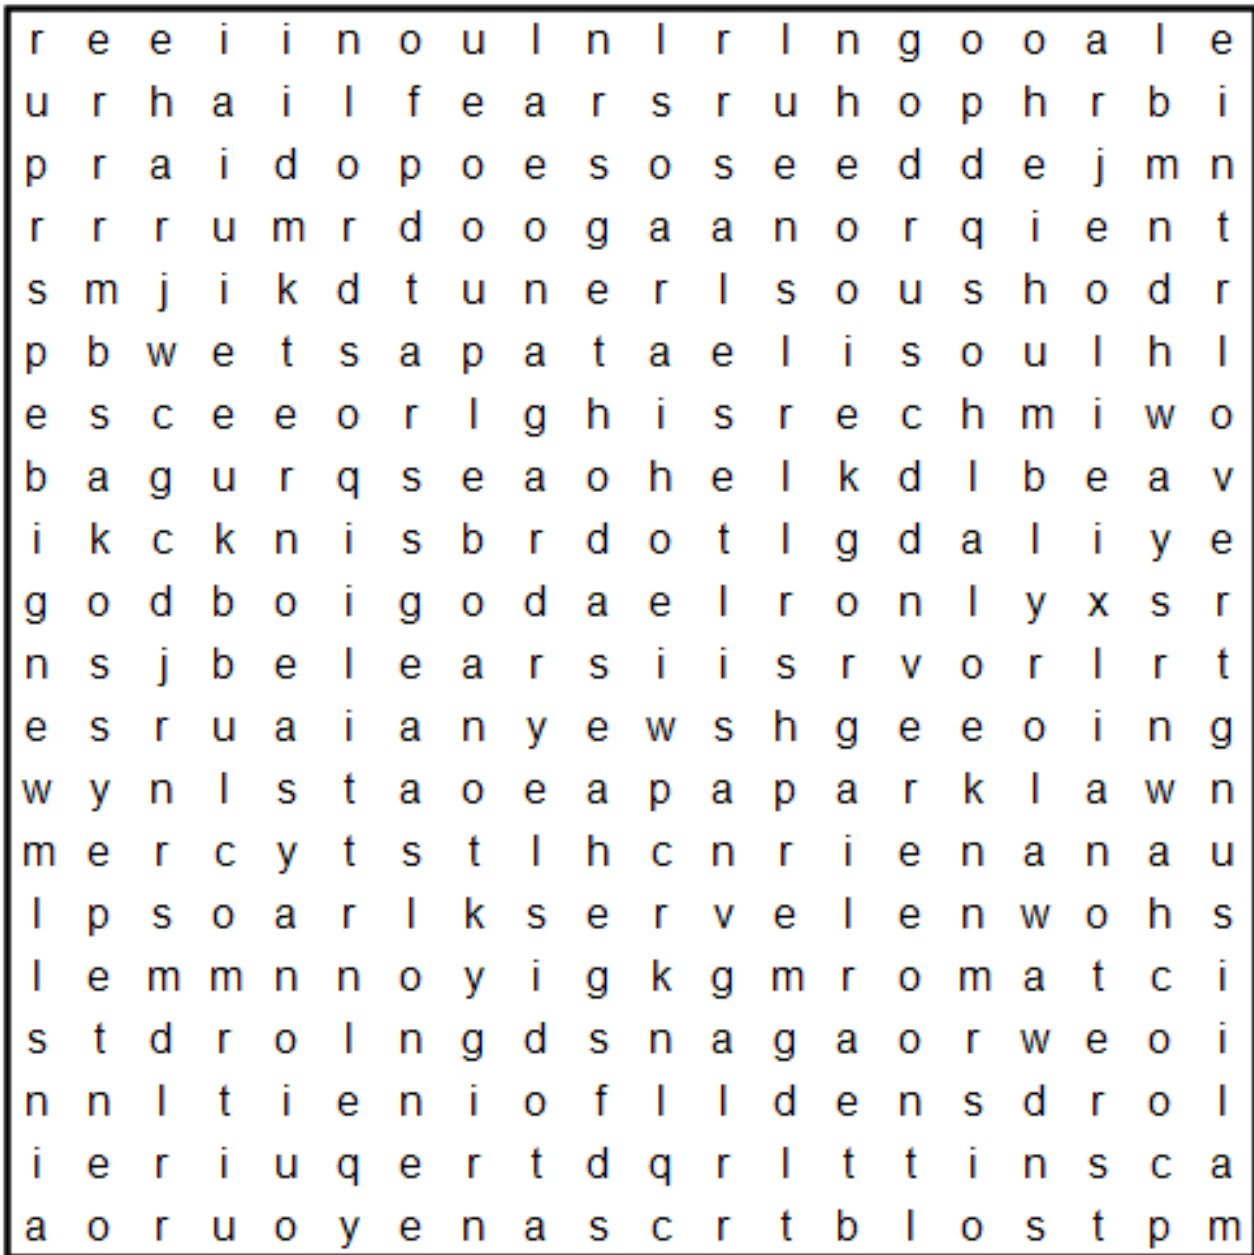 r e e i i n o u l n l r l n g o o a l e
u r h a i l f e a r s r u h o p h r b i
p r a i d o p o e s o s e e d d e j m n
r r r u m r d o o g a a n o r q i e n t
s m j i k d t u n e r l s o u s h o d r
p b w e t s a p a t a e l i s o u l h l
e s c e e o r l g h i s r e c h m i w o
b a g u r q s e a o h e l k d l b e a v
i k c k n i s b r d o t l g d a l i y e
g o d b o i g o d a e l r o n l y x s r
n s j b e l e a r s i i s r v o r l r t
e s r u a i a n y e w s h g e e o i n g
w y n l s t a o e a p a p a r k l a w n
m e r c y t s t l h c n r i e n a n a u
l p s o a r l k s e r v e l e n w o h s
l e m m n n o y i g k g m r o m a t c i
s t d r o l n g d s n a g a o r w e o i
n n l t i e n i o f l l d e n s d r o l
i e r i u q e r t d q r l t t i n s c a
a o r u o y e n a s c r t b l o s t p m